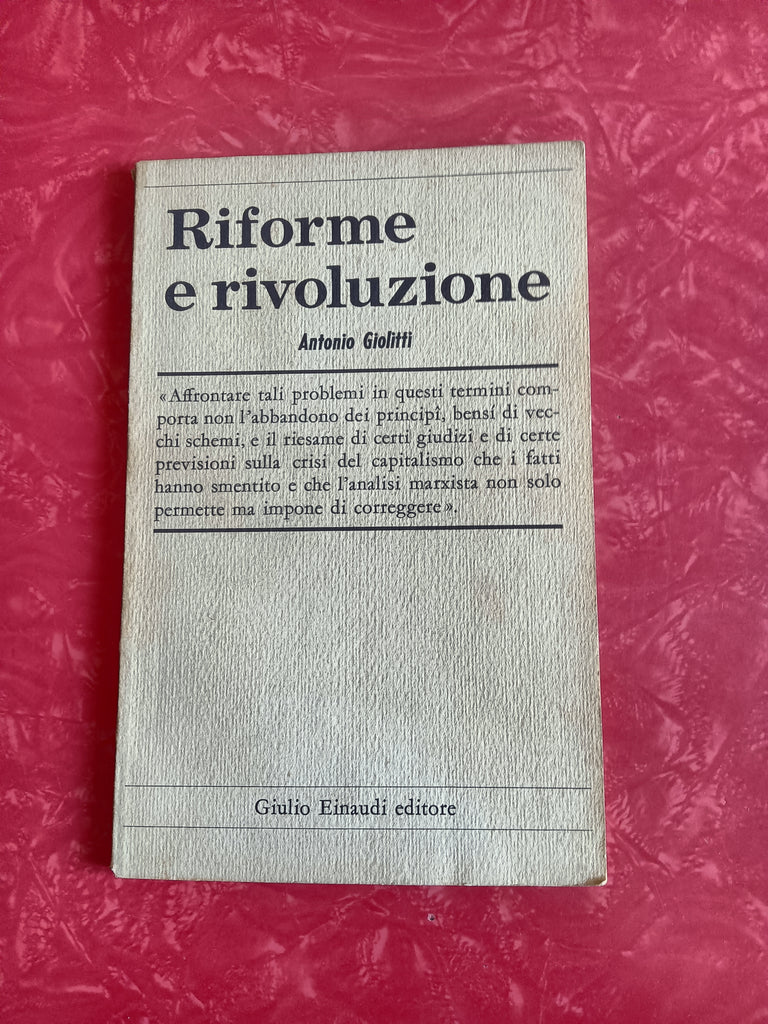 Riforme
e rivoluzione
Antonio Giolitti
«Affrontare tali problemi in questi termini com-
porta non l'abbandono dei principî, bensí di vec-
chi schemi, e il riesame di certi giudizi e di certe
previsioni sulla crisi del capitalismo che i fatti
hanno smentito e che l'analisi marxista non solo
permette ma impone di correggere».
Giulio Einaudi editore